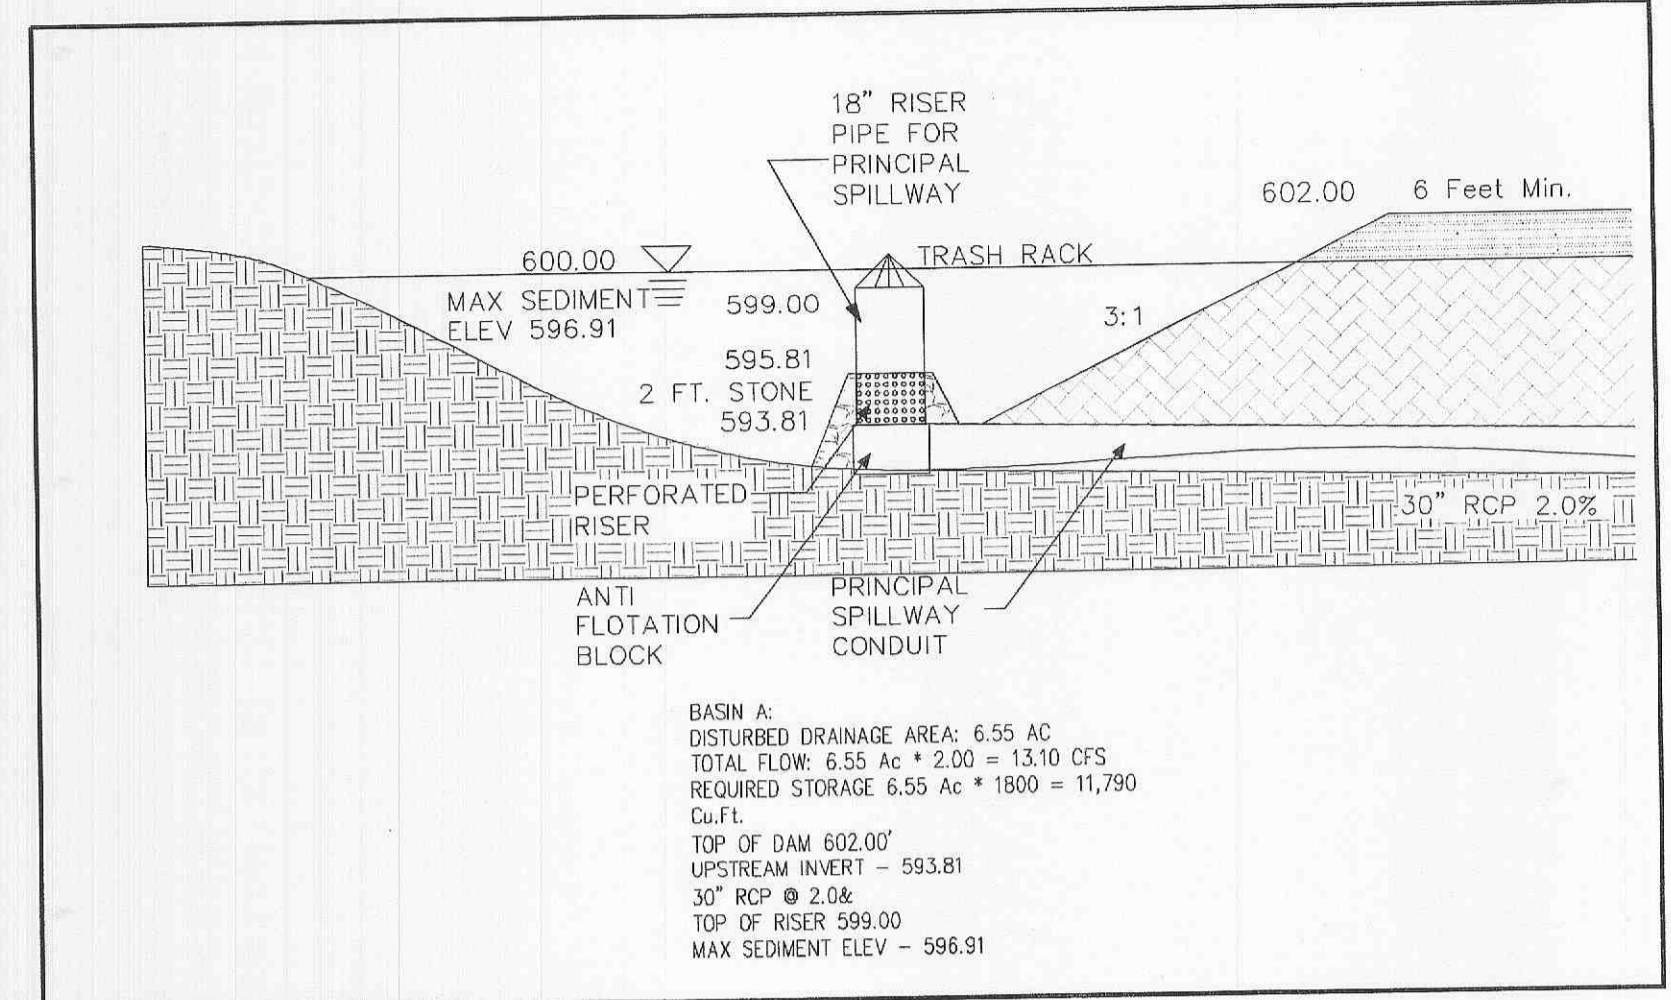 18" RISER
PIPE FOR
PRINCIPAL
SPILLWAY
602.00 6 Feet Min.
600.00
TRASH RACK
MAX SEDIMENT
ELEV 596.91
599.00
3:1
595.81
2 FT. STONE
593.81
PERFORATED
RISER
30" RCP 2.0%
ANTI
FLOTATION
BLOCK
PRINCIPAL
SPILLWAY
CONDUIT
BASIN A:
DISTURBED DRAINAGE AREA: 6.55 AC
TOTAL FLOW: 6.55 Ac * 2.00 = 13.10 CFS
REQUIRED STORAGE 6.55 Ac * 1800 = 11,790
Cu.Ft.
TOP OF DAM 602.00'
UPSTREAM INVERT - 593.81
30" RCP @ 2.0&
TOP OF RISER 599.00
MAX SEDIMENT ELEV - 596.91